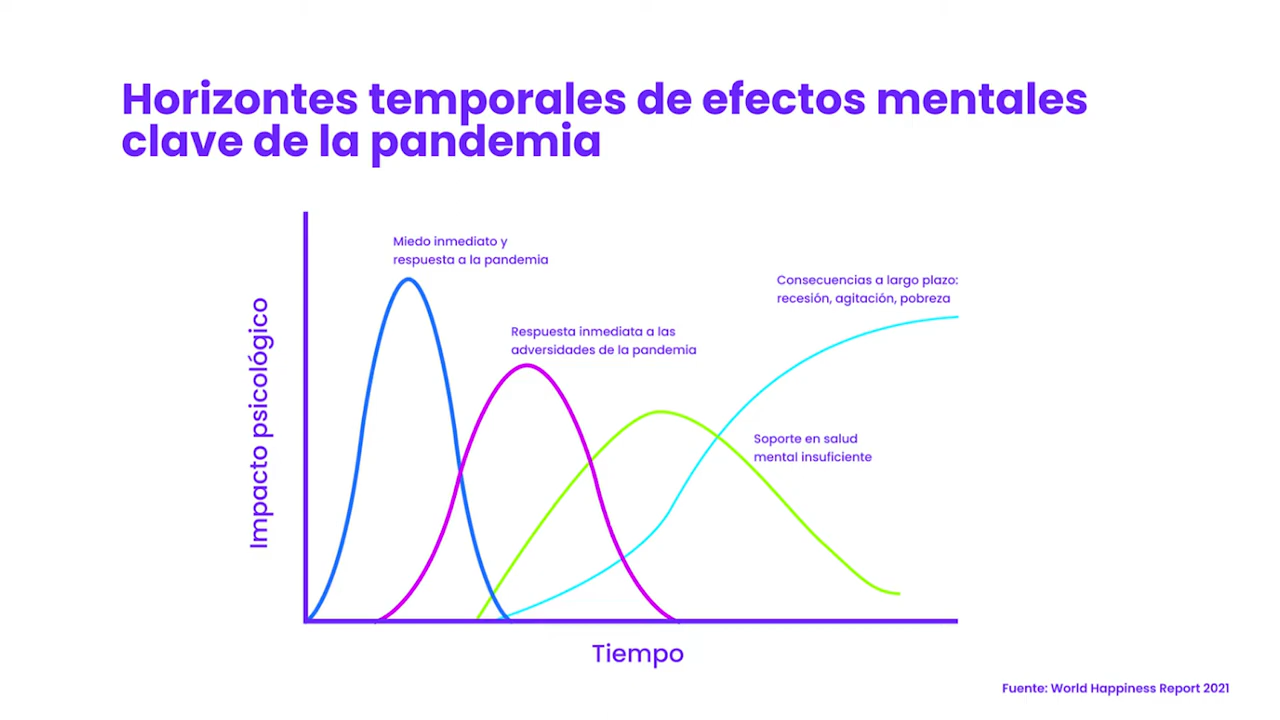 Horizontes temporales de efectos mentales
clave de la pandemia
Miedo inmediato y
respuesta a la pandemia
Consecuencias a largo plazo:
recesión, agitación, pobreza
Respuesta inmediata a las
adversidades de la pandemia
Soporte en salud
mental insuficiente
Impacto psicológico
Tiempo
Fuente: World Happiness Report 2021